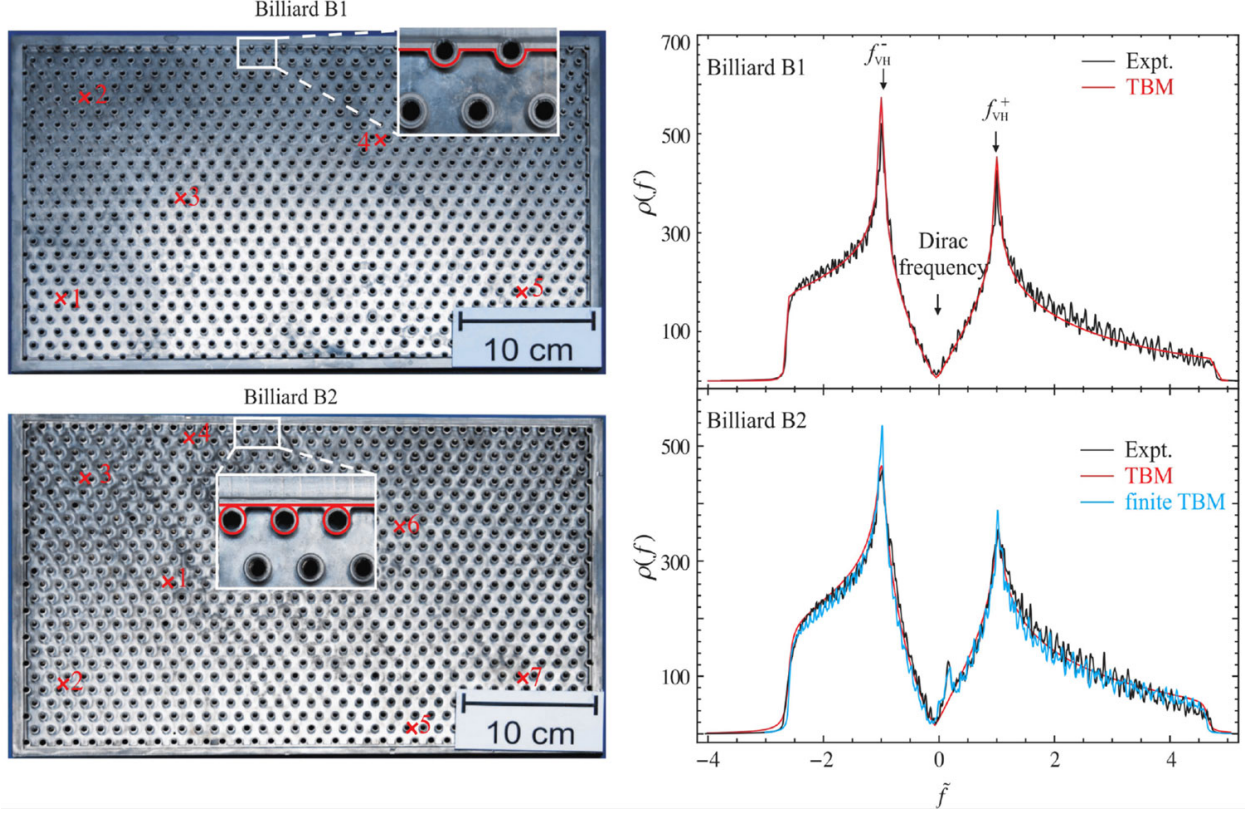 Billiard B1
2
4
3
1
5
10 cm
Billiard B2
4
3
6
1
2
7
5
10 cm
700
500
300
100
ρ(f)
Billiard B1
f⁻VH
f⁺VH
Expt.
TBM
Dirac
frequency
500
300
100
ρ(f)
Billiard B2
Expt.
TBM
finite TBM
−4
−2
0
2
4
f̃